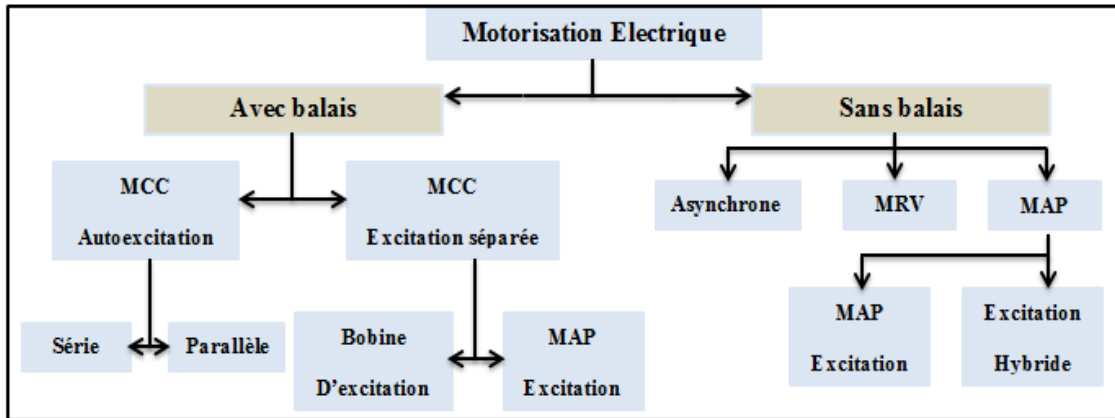 Motorisation Electrique
Avec balais
Sans balais
MCC
Autoexcitation
MCC
Excitation séparée
Asynchrone
MRV
MAP
Série
Parallèle
Bobine
D'excitation
MAP
Excitation
MAP
Excitation
Excitation
Hybride